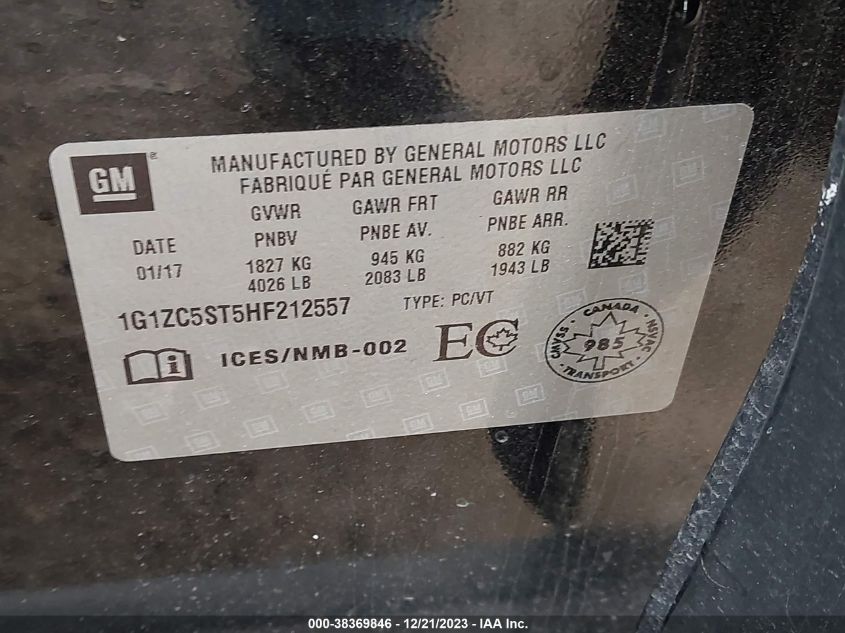 GM ®
MANUFACTURED BY GENERAL MOTORS LLC
FABRIQUÉ PAR GENERAL MOTORS LLC
GVWR GAWR FRT GAWR RR
DATE PNBV PNBE AV. PNBE ARR.
01/17 1827 KG 945 KG 882 KG
4026 LB 2083 LB 1943 LB
1G1ZC5ST5HF212557 TYPE: PC/VT
ICES/NMB-002 EC
CANADA
CMVSS 985 NSVAC
TRANSPORT
000-38369846 - 12/21/2023 - IAA Inc.